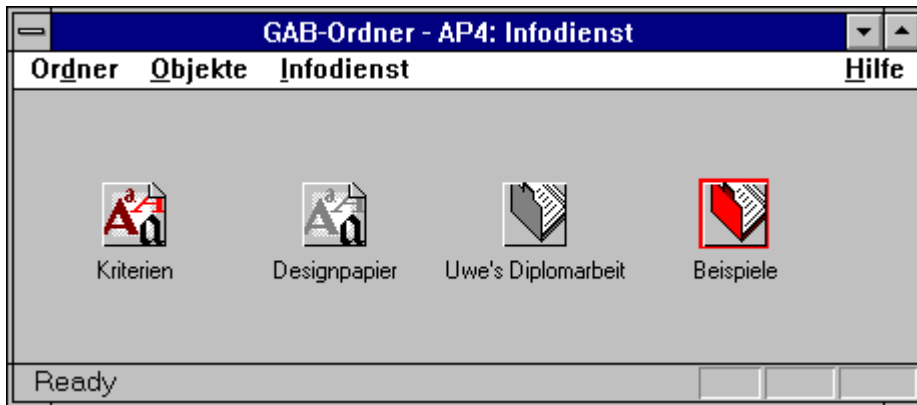 GAB-Ordner - AP4: Infodienst
Ordner Objekte Infodienst Hilfe
Kriterien Designpapier Uwe's Diplomarbeit Beispiele
Ready